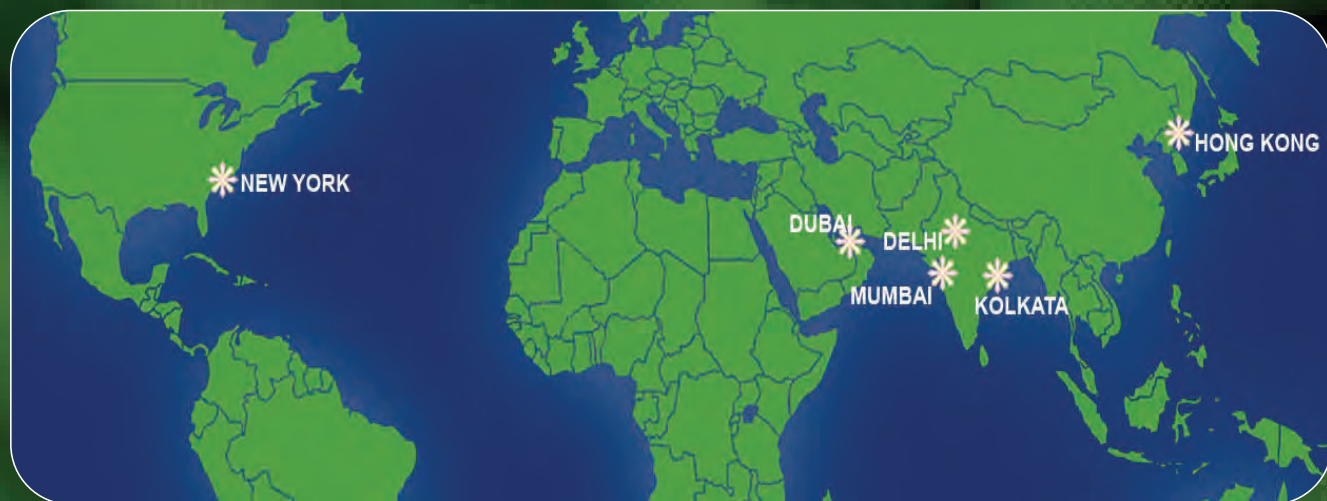 HONG KONG
NEW YORK
DUBAI
DELHI
MUMBAI
KOLKATA